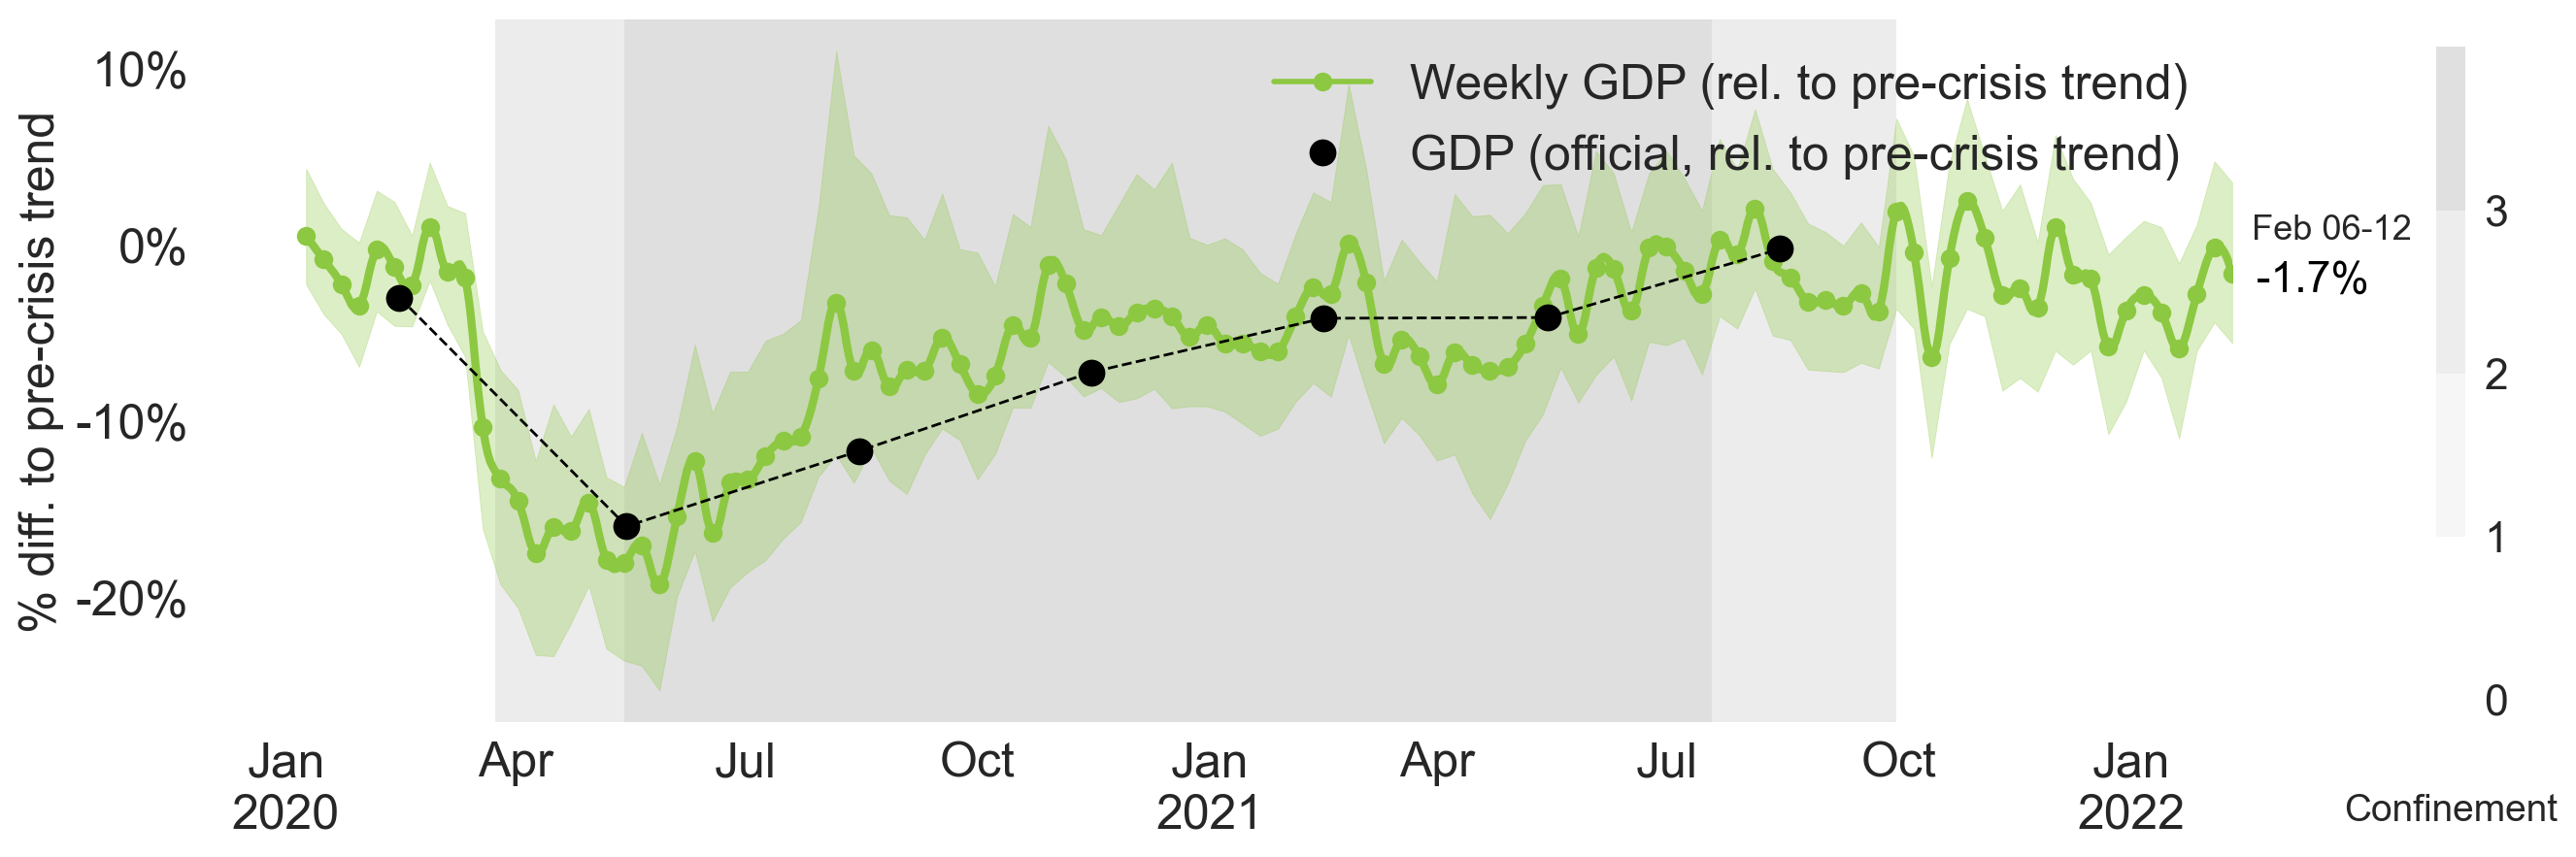 % diff. to pre-crisis trend
10%
0%
-10%
-20%
Weekly GDP (rel. to pre-crisis trend)
GDP (official, rel. to pre-crisis trend)
Feb 06-12
-1.7%
3
2
1
0
Jan Apr Jul Oct Jan Apr Jul Oct Jan
2020 2021 2022
Confinement